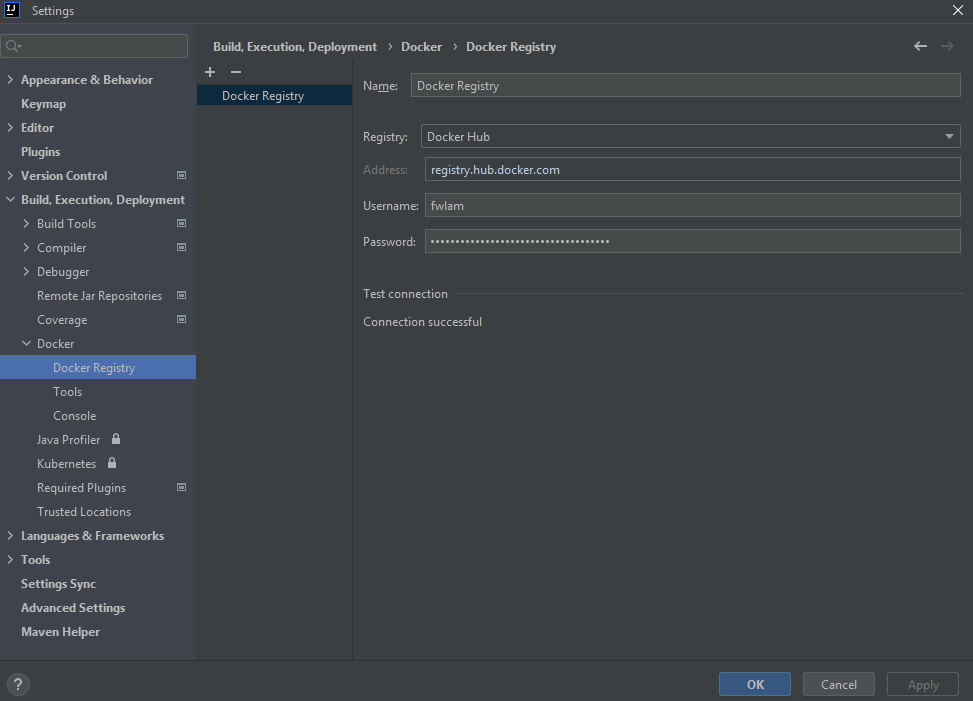 IJ
Settings
Appearance & Behavior
Keymap
Editor
Plugins
Version Control
Build, Execution, Deployment
Build Tools
Compiler
Debugger
Remote Jar Repositories
Coverage
Docker
Docker Registry
Tools
Console
Java Profiler
Kubernetes
Required Plugins
Trusted Locations
Languages & Frameworks
Tools
Settings Sync
Advanced Settings
Maven Helper
Build, Execution, Deployment › Docker › Docker Registry
Docker Registry
Name: Docker Registry
Registry: Docker Hub
Address: registry.hub.docker.com
Username: fwlam
Password: ••••••••••••••••••••••••••••••••••••
Test connection
Connection successful
?
OK
Cancel
Apply